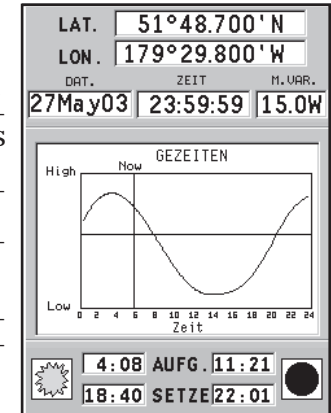 LAT. 51°48.700'N
LON. 179°29.800'W
DAT. ZEIT M.VAR.
27May03 23:59:59 15.0W
S
GEZEITEN
High Now
Low
0 2 4 6 8 10 12 14 16 18 20 22 24
Zeit
4:08 AUFG. 11:21
18:40 SETZE 22:01